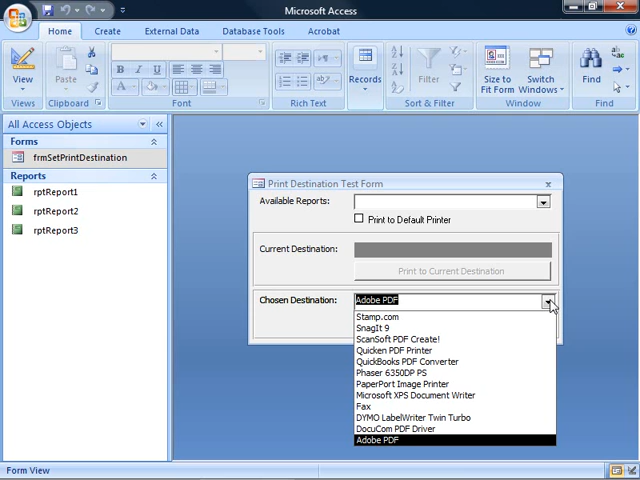 Microsoft Access
Home Create External Data Database Tools Acrobat
View
Paste
B I U
Records
Filter
Size to Fit Form
Switch Windows
Find
Views Clipboard Font Rich Text Sort & Filter Window Find
All Access Objects
Forms
frmSetPrintDestination
Reports
rptReport1
rptReport2
rptReport3
Print Destination Test Form
Available Reports:
Print to Default Printer
Current Destination:
Print to Current Destination
Chosen Destination: Adobe PDF
Stamp.com
SnagIt 9
ScanSoft PDF Create!
Quicken PDF Printer
QuickBooks PDF Converter
Phaser 6350DP PS
PaperPort Image Printer
Microsoft XPS Document Writer
Fax
DYMO LabelWriter Twin Turbo
DocuCom PDF Driver
Adobe PDF
Form View